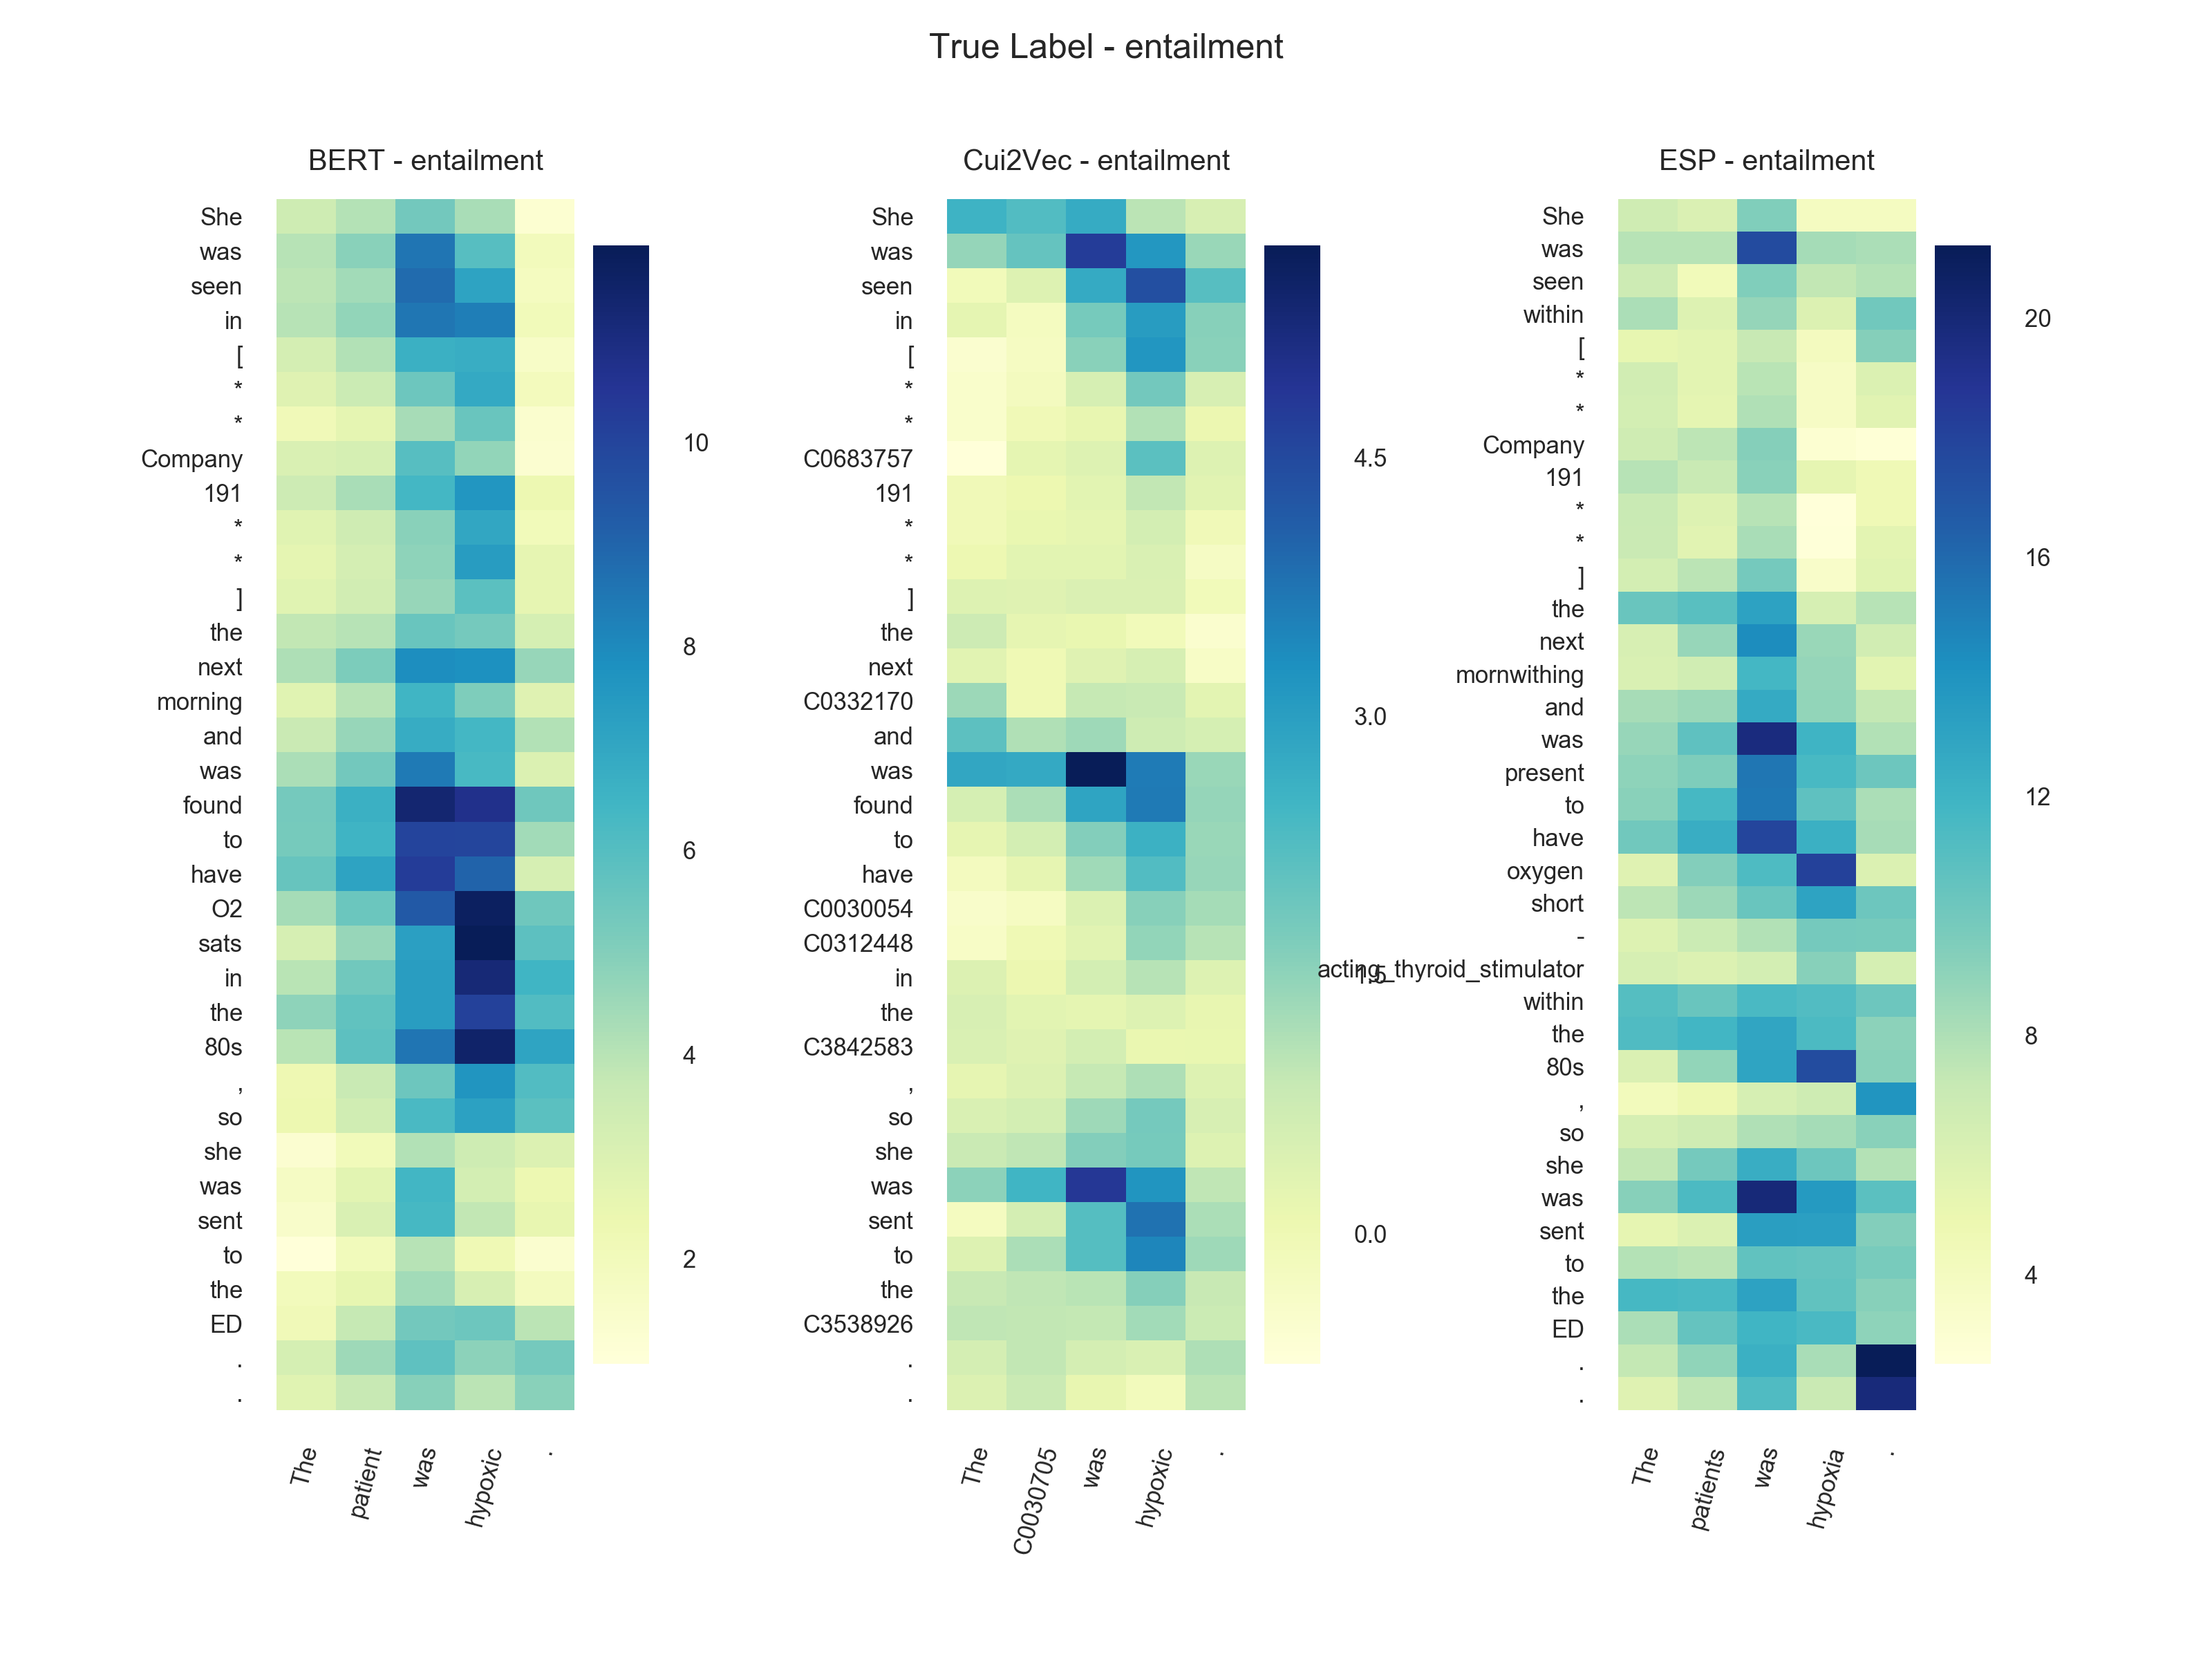 True Label - entailment
BERT - entailment
She
was
seen
in
[
*
*
Company
191
*
*
]
the
next
morning
and
was
found
to
have
O2
sats
in
the
80s
,
so
she
was
sent
to
the
ED
.
.
The
patient
was
hypoxic
.
10
8
6
4
2
Cui2Vec - entailment
She
was
seen
in
[
*
*
C0683757
191
*
*
]
the
next
C0332170
and
was
found
to
have
C0030054
C0312448
in
the
C3842583
,
so
she
was
sent
to
the
C3538926
.
.
The
C0030705
was
hypoxic
.
4.5
3.0
1.5
0.0
ESP - entailment
She
was
seen
within
[
*
*
Company
191
*
*
]
the
next
mornwithing
and
was
present
to
have
oxygen
short
-
acting_thyroid_stimulator
within
the
80s
,
so
she
was
sent
to
the
ED
.
.
The
patients
was
hypoxia
.
20
16
12
8
4